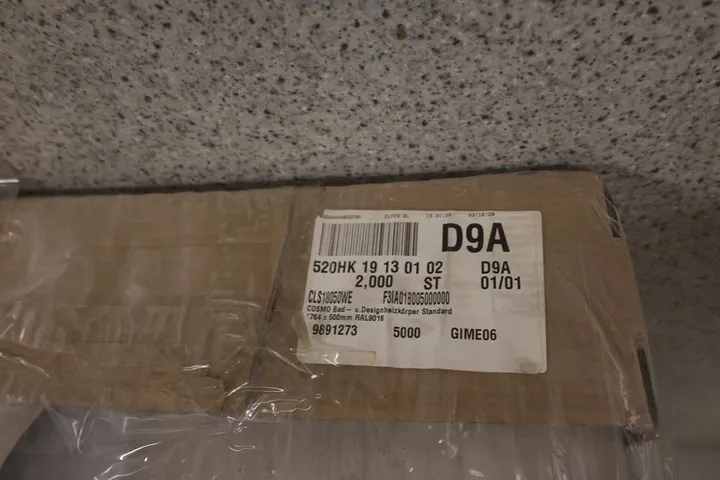 D9A
520HK 19 13 01 02 D9A
2,000 ST 01/01
CLS18050WE F3IA018005000000
COSMO Bad- u.Designheizkörper Standard
1764 x 500mm RAL9016
9891273 5000 GIME06